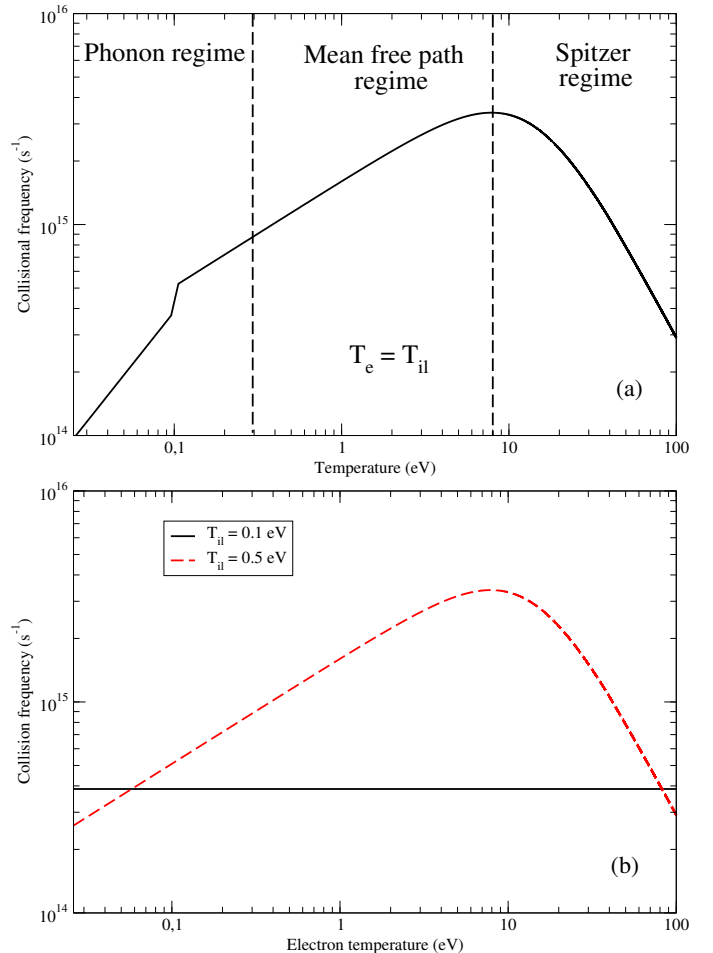 10^16
Phonon regime
Mean free path
regime
Spitzer
regime
Collisional frequency (s^-1)
10^15
T_e = T_il
(a)
10^14
0,1
1
10
100
Temperature (eV)
10^16
T_il = 0.1 eV
T_il = 0.5 eV
Collision frequency (s^-1)
10^15
(b)
10^14
0,1
1
10
100
Electron temperature (eV)